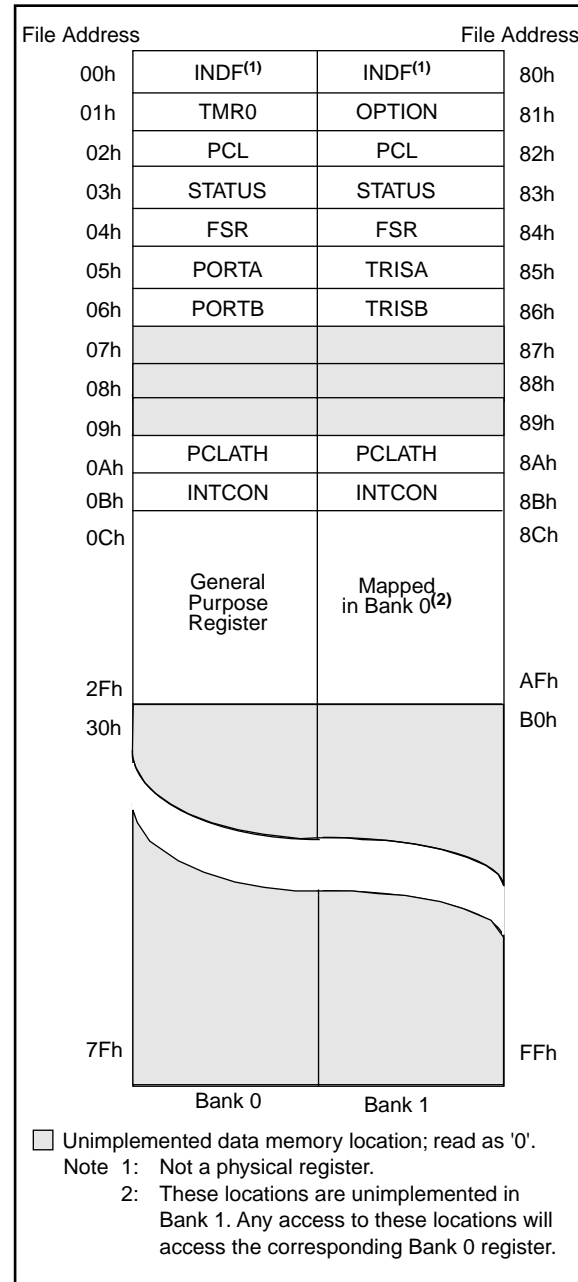 File Address File Address
00h INDF(1) INDF(1) 80h
01h TMR0 OPTION 81h
02h PCL PCL 82h
03h STATUS STATUS 83h
04h FSR FSR 84h
05h PORTA TRISA 85h
06h PORTB TRISB 86h
07h 87h
08h 88h
09h 89h
0Ah PCLATH PCLATH 8Ah
0Bh INTCON INTCON 8Bh
0Ch 8Ch
General
Purpose
Register
Mapped
in Bank 0(2)
2Fh AFh
30h B0h
7Fh FFh
Bank 0 Bank 1
Unimplemented data memory location; read as '0'.
Note 1: Not a physical register.
2: These locations are unimplemented in
Bank 1. Any access to these locations will
access the corresponding Bank 0 register.